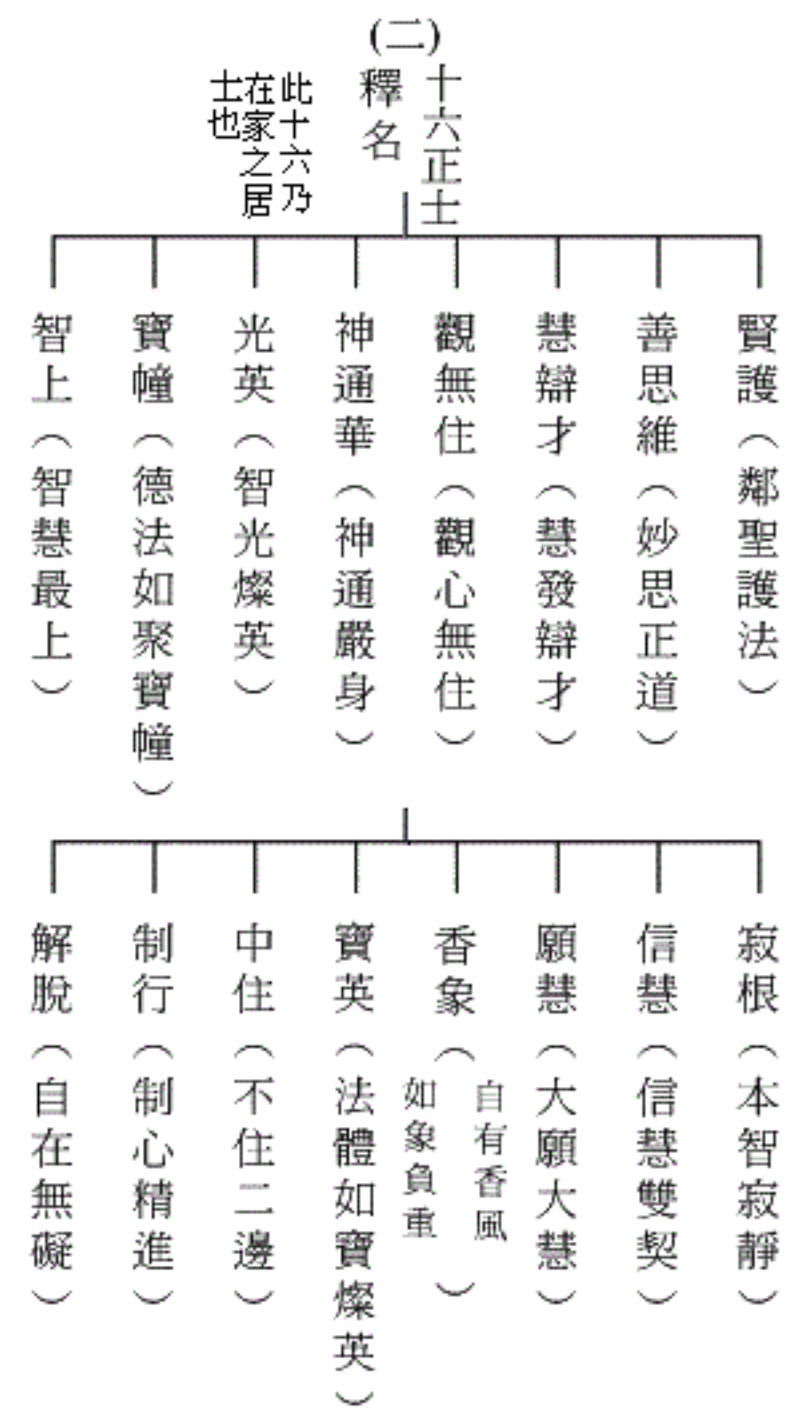 (二)
十六正士
釋名
此十六乃
在家之居
士也
賢護（鄰聖護法）
善思維（妙思正道）
慧辯才（慧發辯才）
觀無住（觀心無住）
神通華（神通嚴身）
光英（智光燦英）
寶幢（德法如聚寶幢）
智上（智慧最上）
寂根（本智寂靜）
信慧（信慧雙契）
願慧（大願大慧）
香象（自有香風
如象負重）
寶英（法體如寶燦英）
中住（不住二邊）
制行（制心精進）
解脫（自在無礙）